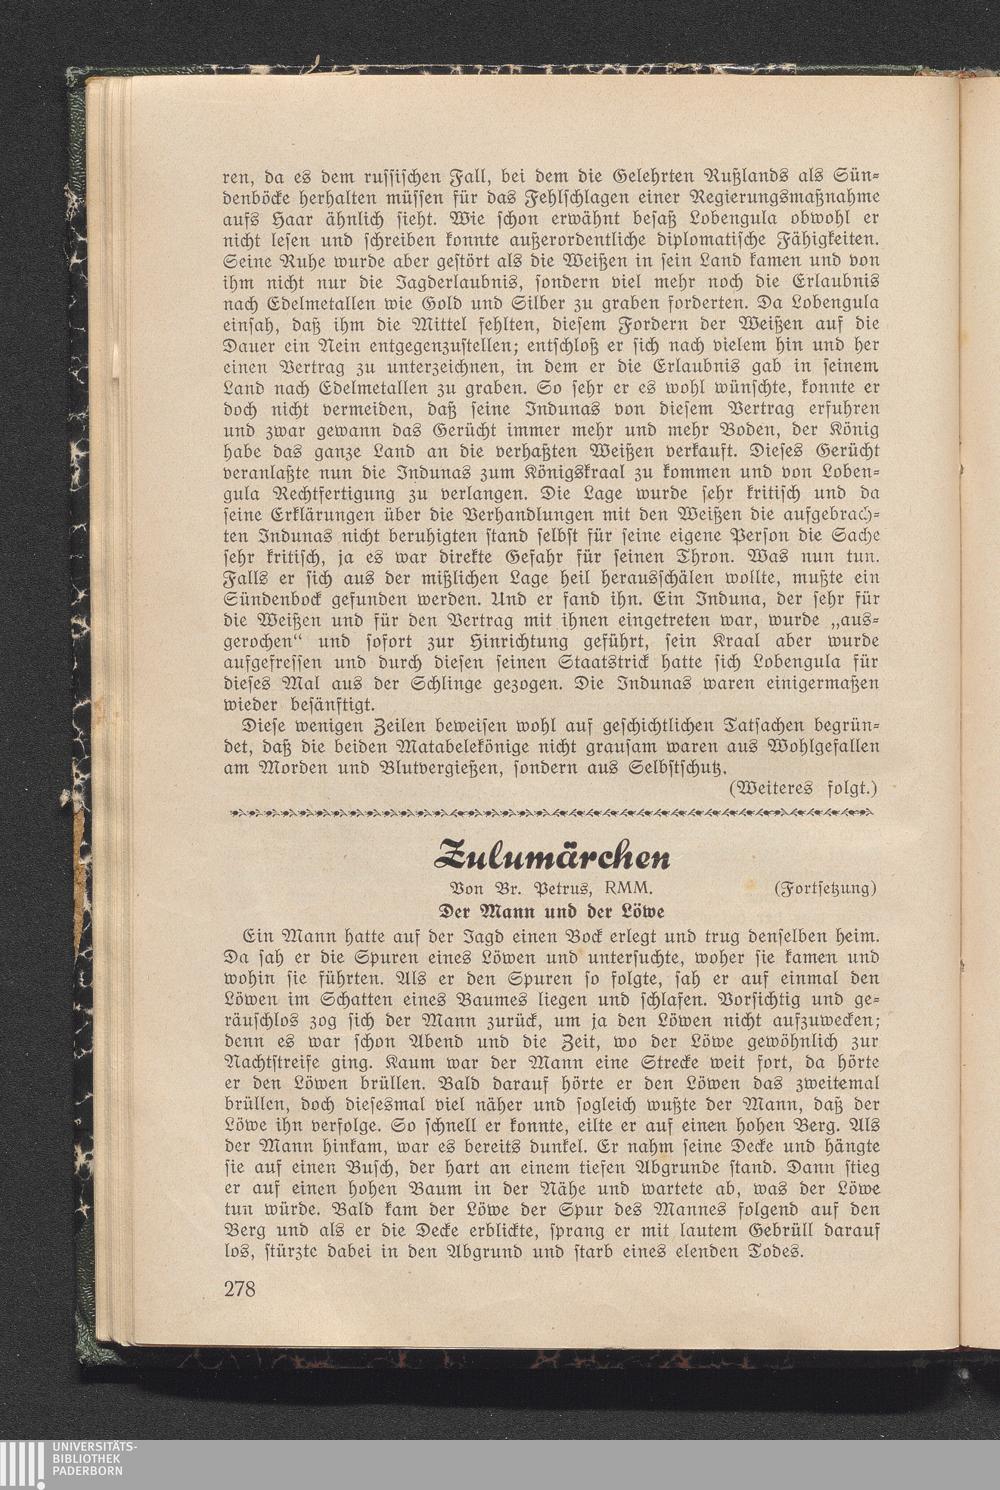 ren, da es dem russischen Fall, bei dem die Gelehrten Rußlands als Sün-
denböcke herhalten müssen für das Fehlschlagen einer Regierungsmaßnahme
aufs Haar ähnlich sieht. Wie schon erwähnt besaß Lobengula obwohl er
nicht lesen und schreiben konnte außerordentliche diplomatische Fähigkeiten.
Seine Ruhe wurde aber gestört als die Weißen in sein Land kamen und von
ihm nicht nur die Jagderlaubnis, sondern viel mehr noch die Erlaubnis
nach Edelmetallen wie Gold und Silber zu graben forderten. Da Lobengula
einsah, daß ihm die Mittel fehlten, diesem Fordern der Weißen auf die
Dauer ein Nein entgegenzustellen; entschloß er sich nach vielem hin und her
einen Vertrag zu unterzeichnen, in dem er die Erlaubnis gab in seinem
Land nach Edelmetallen zu graben. So sehr er es wohl wünschte, konnte er
doch nicht vermeiden, daß seine Indunas von diesem Vertrag erfuhren
und zwar gewann das Gerücht immer mehr und mehr Boden, der König
habe das ganze Land an die verhaßten Weißen verkauft. Dieses Gerücht
veranlaßte nun die Indunas zum Königskraal zu kommen und von Loben-
gula Rechtfertigung zu verlangen. Die Lage wurde sehr kritisch und da
seine Erklärungen über die Verhandlungen mit den Weißen die aufgebrach-
ten Indunas nicht beruhigten stand selbst für seine eigene Person die Sache
sehr kritisch, ja es war direkte Gefahr für seinen Thron. Was nun tun.
Falls er sich aus der mißlichen Lage heil herausschälen wollte, mußte ein
Sündenbock gefunden werden. Und er fand ihn. Ein Induna, der sehr für
die Weißen und für den Vertrag mit ihnen eingetreten war, wurde „aus-
gerochen“ und sofort zur Hinrichtung geführt, sein Kraal aber wurde
aufgefressen und durch diesen seinen Staatstrick hatte sich Lobengula für
dieses Mal aus der Schlinge gezogen. Die Indunas waren einigermaßen
wieder besänftigt.
Diese wenigen Zeilen beweisen wohl auf geschichtlichen Tatsachen begrün-
det, daß die beiden Matabelekönige nicht grausam waren aus Wohlgefallen
am Morden und Blutvergießen, sondern aus Selbstschutz.
(Weiteres folgt.)
Zulumärchen
Von Br. Petrus, RMM. (Fortsetzung)
Der Mann und der Löwe
Ein Mann hatte auf der Jagd einen Bock erlegt und trug denselben heim.
Da sah er die Spuren eines Löwen und untersuchte, woher sie kamen und
wohin sie führten. Als er den Spuren so folgte, sah er auf einmal den
Löwen im Schatten eines Baumes liegen und schlafen. Vorsichtig und ge-
räuschlos zog sich der Mann zurück, um ja den Löwen nicht aufzuwecken;
denn es war schon Abend und die Zeit, wo der Löwe gewöhnlich zur
Nachtstreife ging. Kaum war der Mann eine Strecke weit fort, da hörte
er den Löwen brüllen. Bald darauf hörte er den Löwen das zweitemal
brüllen, doch diesesmal viel näher und sogleich wußte der Mann, daß der
Löwe ihn verfolge. So schnell er konnte, eilte er auf einen hohen Berg. Als
der Mann hinkam, war es bereits dunkel. Er nahm seine Decke und hängte
sie auf einen Busch, der hart an einem tiefen Abgrunde stand. Dann stieg
er auf einen hohen Baum in der Nähe und wartete ab, was der Löwe
tun würde. Bald kam der Löwe der Spur des Mannes folgend auf den
Berg und als er die Decke erblickte, sprang er mit lautem Gebrüll darauf
los, stürzte dabei in den Abgrund und starb eines elenden Todes.
278
UNIVERSITÄTS-
BIBLIOTHEK
PADERBORN